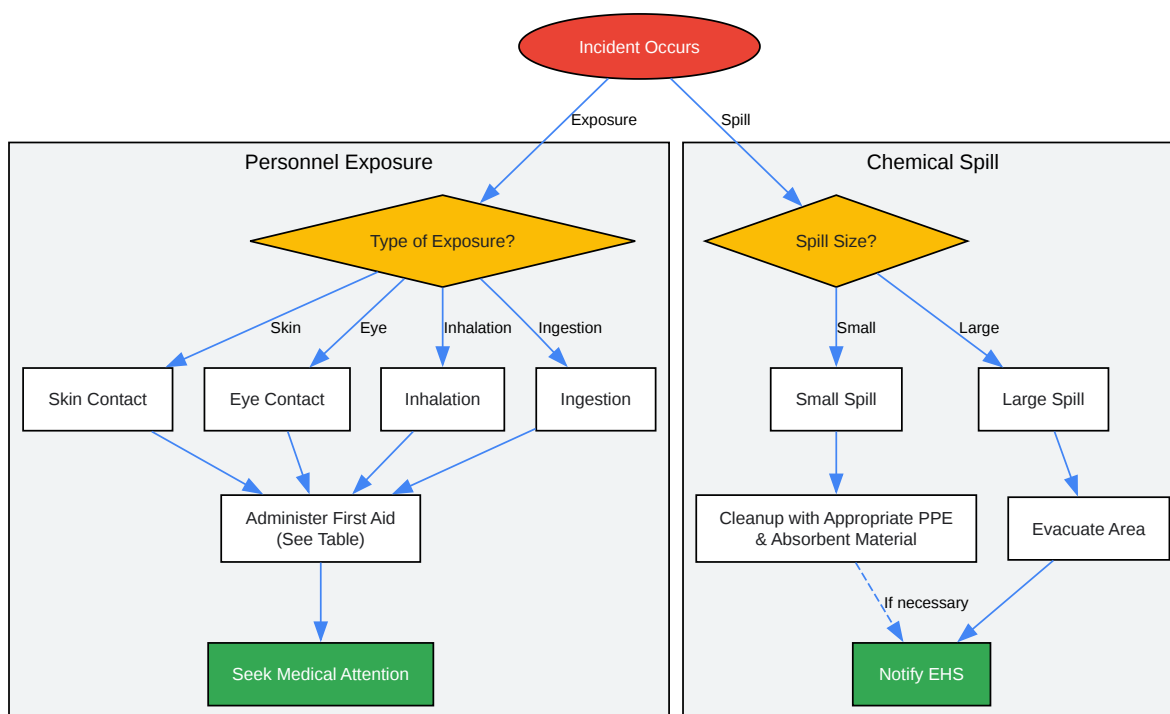 Incident Occurs
Exposure
Spill
Personnel Exposure
Chemical Spill
Type of Exposure?
Spill Size?
Skin
Eye
Inhalation
Ingestion
Small
Large
Skin Contact
Eye Contact
Inhalation
Ingestion
Small Spill
Large Spill
Administer First Aid
(See Table)
Cleanup with Appropriate PPE
& Absorbent Material
Evacuate Area
If necessary
Seek Medical Attention
Notify EHS